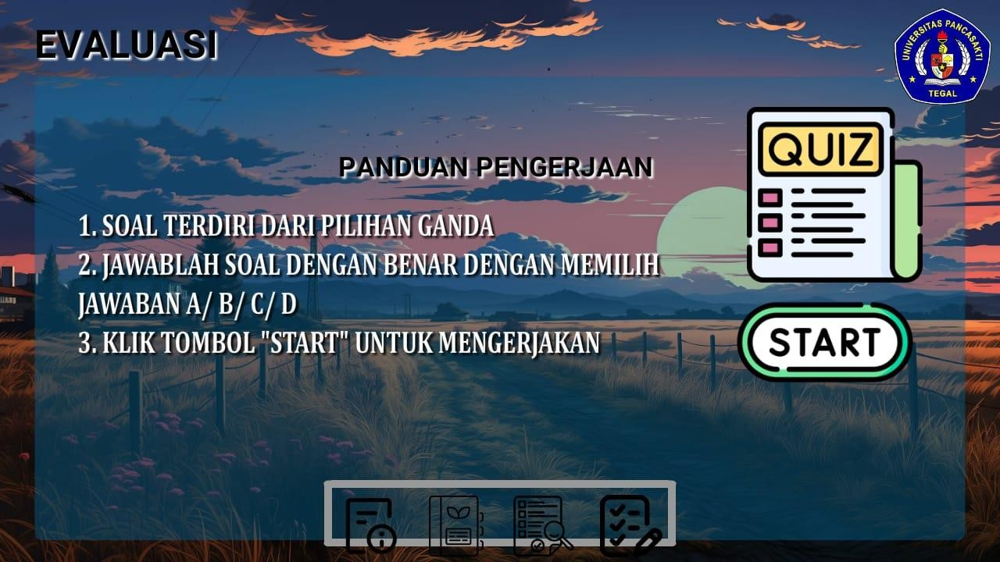 EVALUASI
UNIVERSITAS PANCASAKTI
TEGAL
QUIZ
PANDUAN PENGERJAAN
1. SOAL TERDIRI DARI PILIHAN GANDA
2. JAWABLAH SOAL DENGAN BENAR DENGAN MEMILIH
JAWABAN A/ B/ C/ D
3. KLIK TOMBOL "START" UNTUK MENGERJAKAN
START